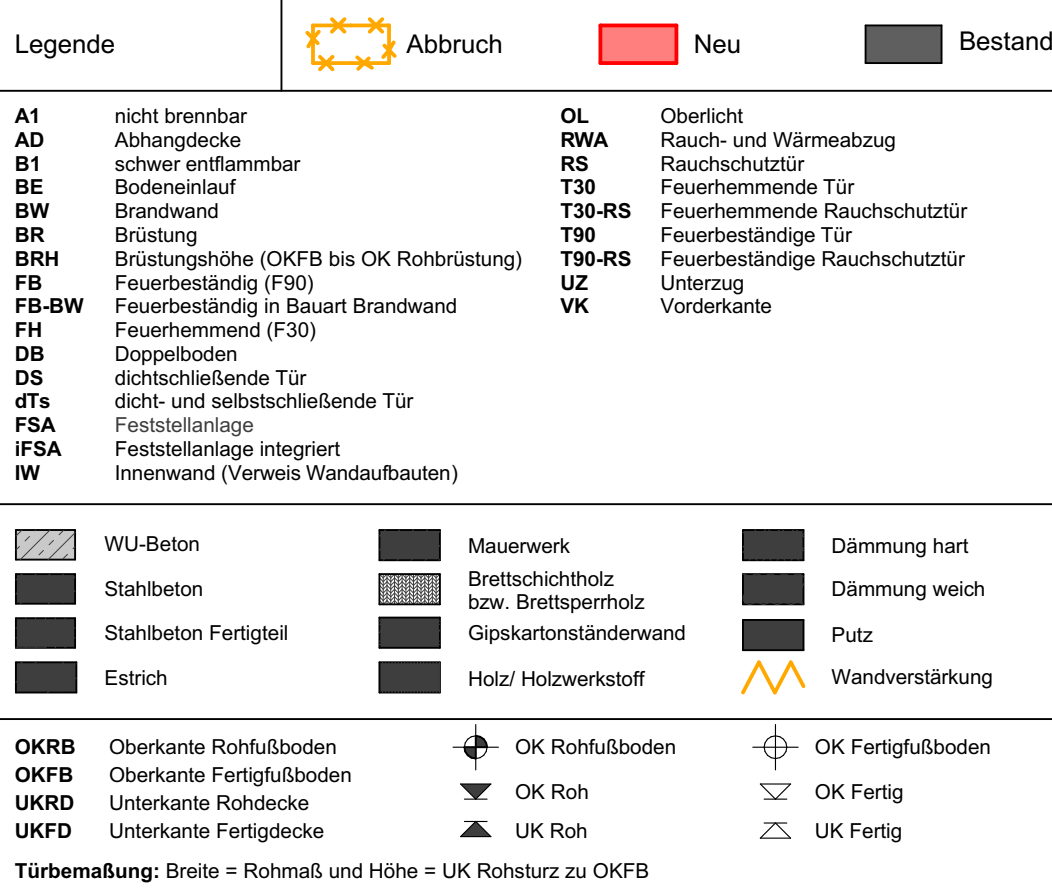 Legende
Abbruch
Neu
Bestand
A1 nicht brennbar
AD Abhangdecke
B1 schwer entflammbar
BE Bodeneinlauf
BW Brandwand
BR Brüstung
BRH Brüstungshöhe (OKFB bis OK Rohbrüstung)
FB Feuerbeständig (F90)
FB-BW Feuerbeständig in Bauart Brandwand
FH Feuerhemmend (F30)
DB Doppelboden
DS dichtschließende Tür
dTs dicht- und selbstschließende Tür
FSA Feststellanlage
iFSA Feststellanlage integriert
IW Innenwand (Verweis Wandaufbauten)
OL Oberlicht
RWA Rauch- und Wärmeabzug
RS Rauchschutztür
T30 Feuerhemmende Tür
T30-RS Feuerhemmende Rauchschutztür
T90 Feuerbeständige Tür
T90-RS Feuerbeständige Rauchschutztür
UZ Unterzug
VK Vorderkante
WU-Beton
Stahlbeton
Stahlbeton Fertigteil
Estrich
Mauerwerk
Brettschichtholz
bzw. Brettsperrholz
Gipskartonständerwand
Holz/ Holzwerkstoff
Dämmung hart
Dämmung weich
Putz
Wandverstärkung
OKRB Oberkante Rohfußboden
OKFB Oberkante Fertigfußboden
UKRD Unterkante Rohdecke
UKFD Unterkante Fertigdecke
OK Rohfußboden
OK Roh
UK Roh
OK Fertigfußboden
OK Fertig
UK Fertig
Türbemaßung: Breite = Rohmaß und Höhe = UK Rohsturz zu OKFB